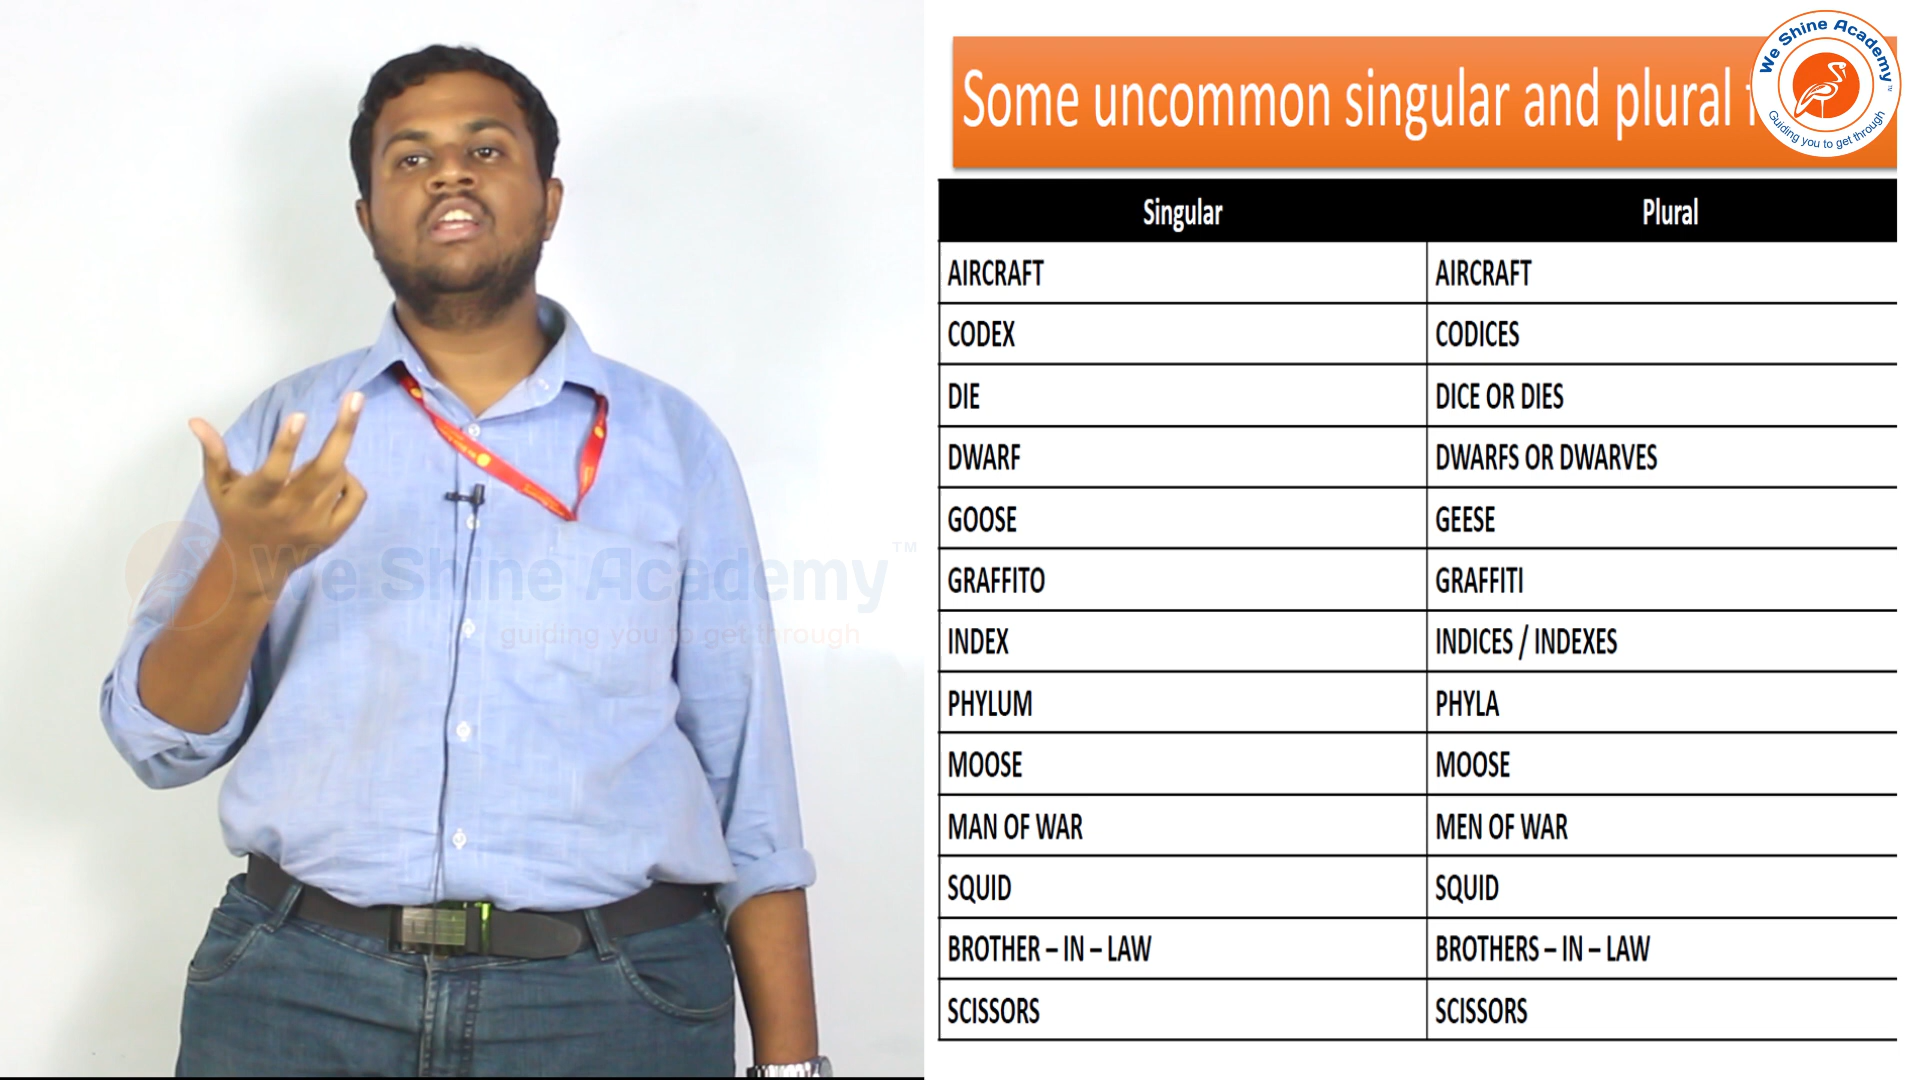 Some uncommon singular and plural
We Shine Academy
TM
Guiding you to get through
Singular Plural
AIRCRAFT AIRCRAFT
CODEX CODICES
DIE DICE OR DIES
DWARF DWARFS OR DWARVES
GOOSE GEESE
GRAFFITO GRAFFITI
INDEX INDICES / INDEXES
PHYLUM PHYLA
MOOSE MOOSE
MAN OF WAR MEN OF WAR
SQUID SQUID
BROTHER – IN – LAW BROTHERS – IN – LAW
SCISSORS SCISSORS
We Shine Academy TM
guiding you to get through